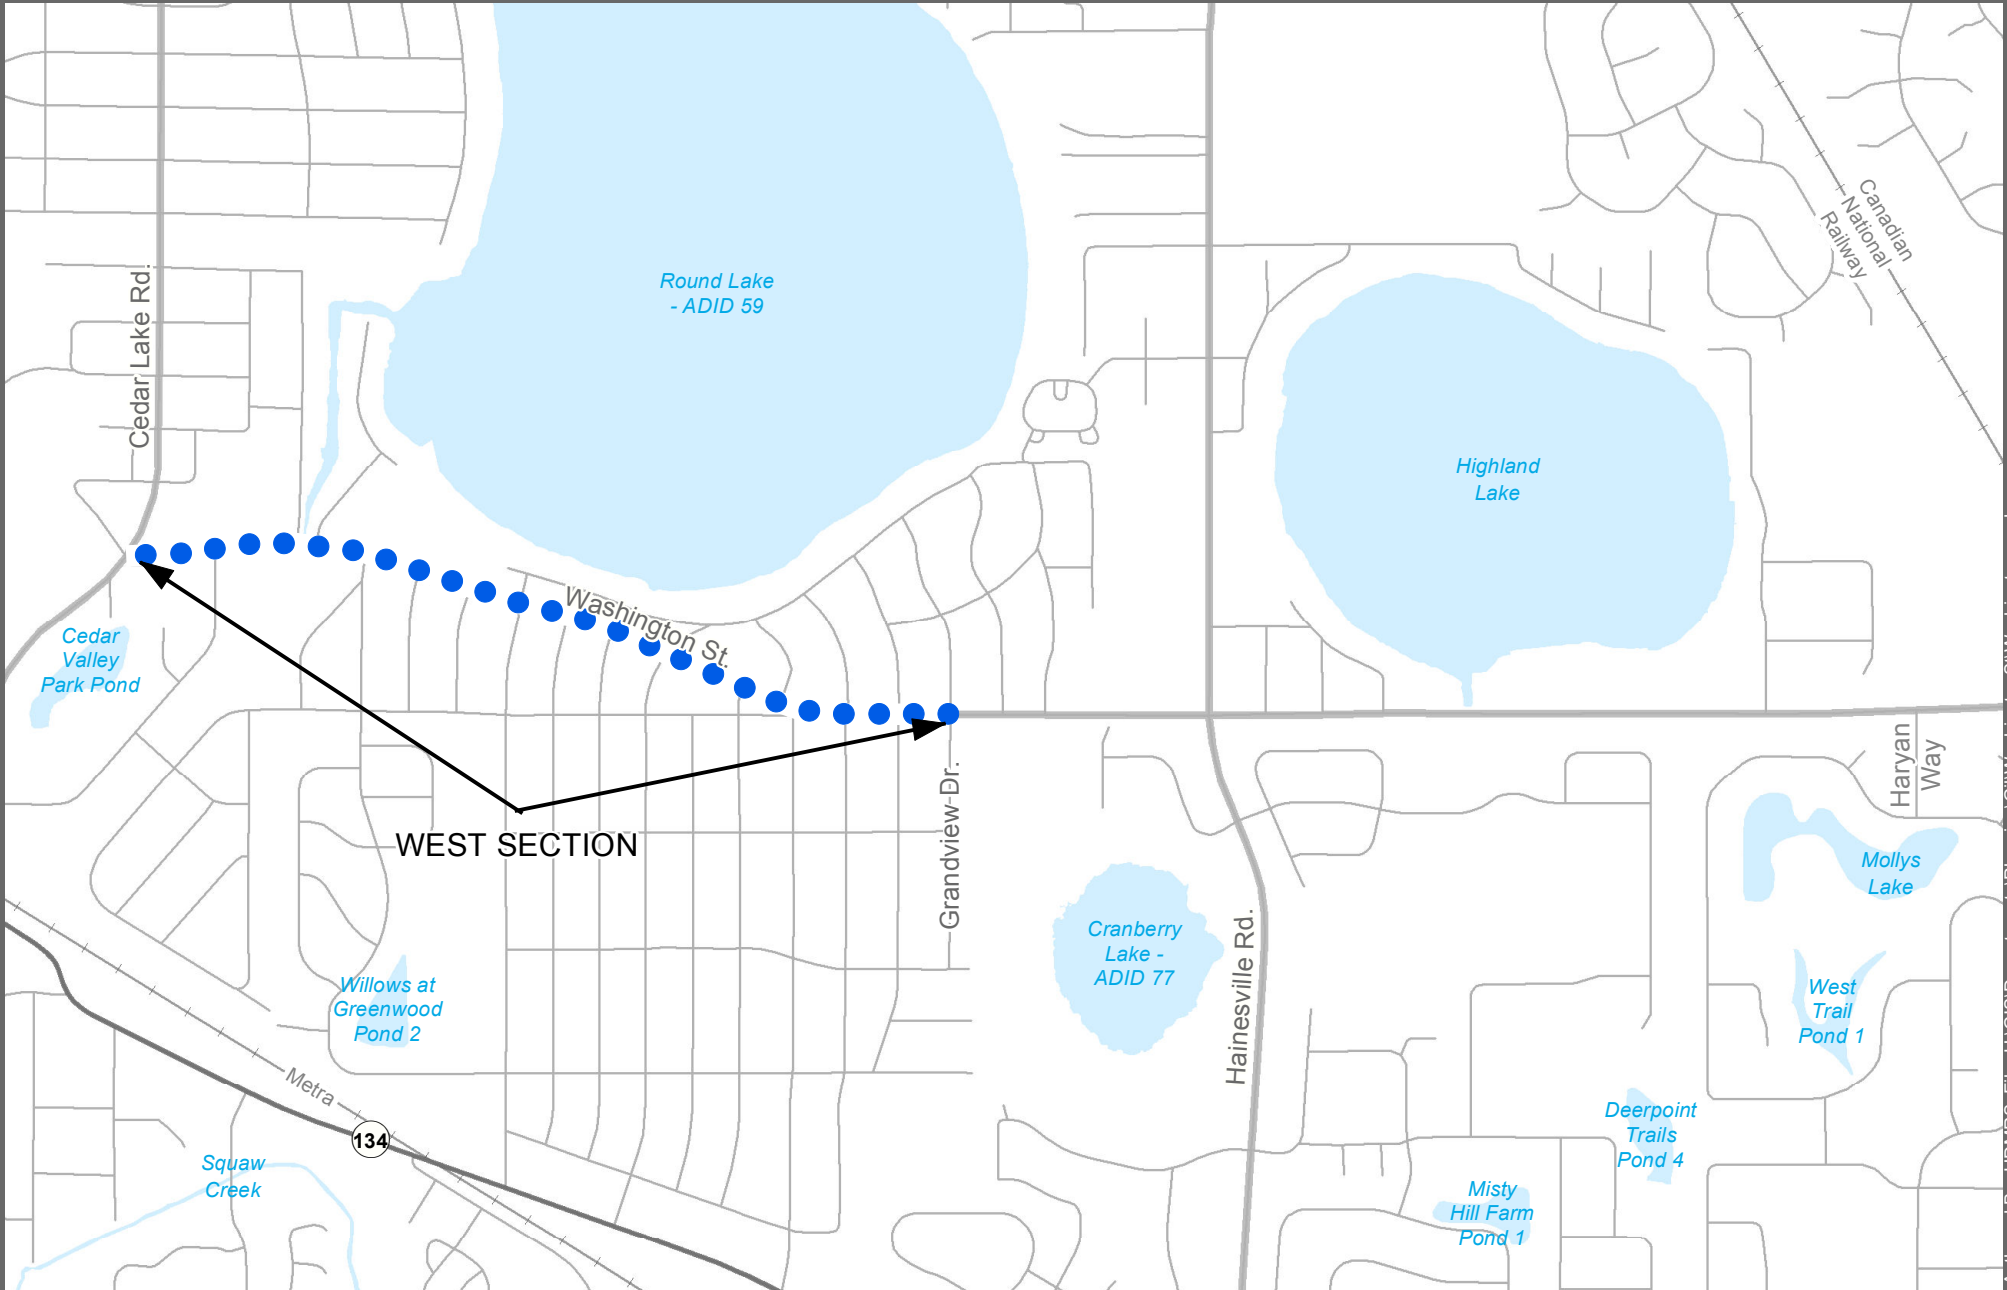 Canadian
National
Railway
Round Lake
- ADID 59
Cedar Lake Rd.
Highland
Lake
Washington St.
Cedar
Valley
Park Pond
Haryan
Way
WEST SECTION
Grandview Dr.
Mollys
Lake
Cranberry
Lake -
ADID 77
Hainesville Rd.
Willows at
Greenwood
Pond 2
West
Trail
Pond 1
Metra
134
Deerpoint
Trails
Pond 4
Squaw
Creek
Misty
Hill Farm
Pond 1